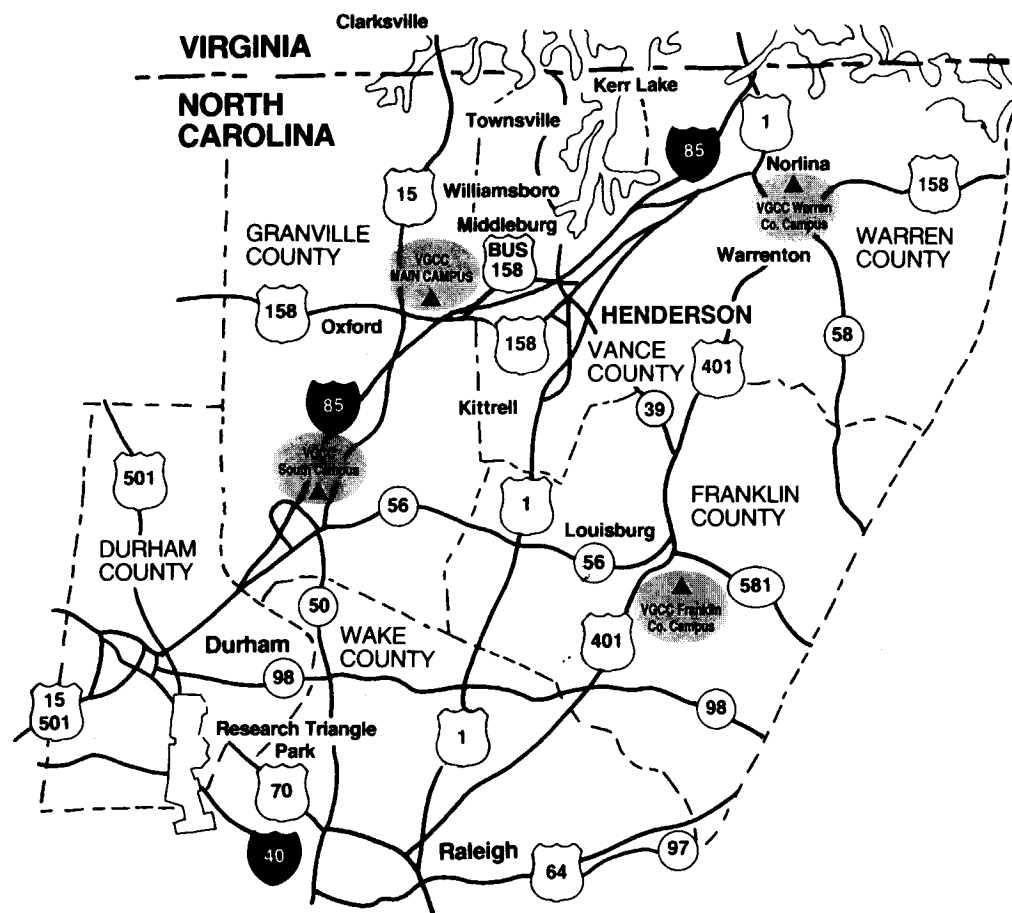 Clarksville
VIRGINIA
NORTH
CAROLINA
Kerr Lake
Townsville
1
85
Norlina
15
Williamsboro
158
VGCC Warren
Co. Campus
Middleburg
GRANVILLE
COUNTY
BUS
158
WARREN
COUNTY
VGCC
MAIN CAMPUS
Warrenton
158
Oxford
HENDERSON
158
58
VANCE
COUNTY
401
85
Kittrell
39
VGCC
South Campus
501
56
1
FRANKLIN
COUNTY
Louisburg
DURHAM
COUNTY
56
581
50
VGCC Franklin
Co. Campus
401
WAKE
COUNTY
Durham
98
98
15
501
Research Triangle
Park
1
70
40
Raleigh
64
97